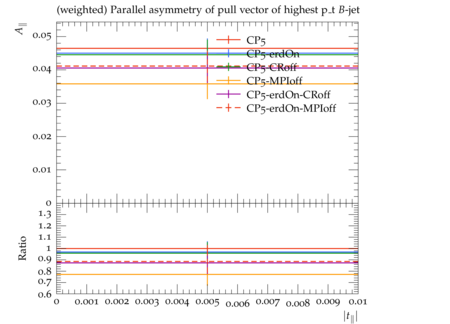 (weighted) Parallel asymmetry of pull vector of highest p_t B-jet
A∥
0.05
0.04
0.03
0.02
0.01
0
CP5
CP5-erdOn
CP5-CRoff
CP5-MPIoff
CP5-erdOn-CRoff
CP5-erdOn-MPIoff
Ratio
1.3
1.2
1.1
1
0.9
0.8
0.7
0.6
0 0.001 0.002 0.003 0.004 0.005 0.006 0.007 0.008 0.009 0.01
|t∥|